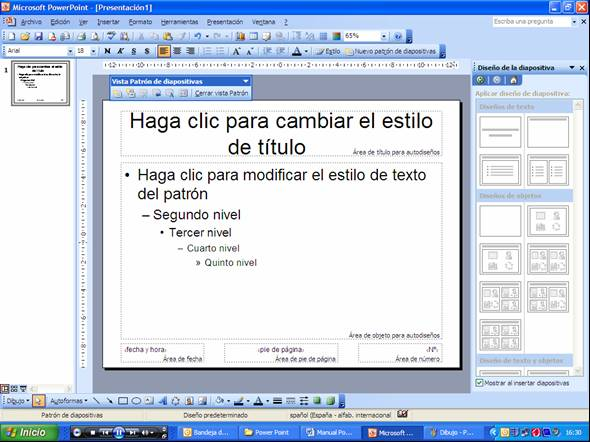 Microsoft PowerPoint - [Presentación1]
Archivo Edición Ver Insertar Formato Herramientas Presentación Ventana ?
Escriba una pregunta
65%
Arial 18 N K S S Estilo Nuevo patrón de diapositivas
1
Vista Patrón de diapositivas
Cerrar vista Patrón
Haga clic para cambiar el estilo
de título
Área de título para autodiseños
• Haga clic para modificar el estilo de texto
del patrón
– Segundo nivel
• Tercer nivel
– Cuarto nivel
» Quinto nivel
Área de objeto para autodiseños
‹fecha y hora›
Área de fecha
‹pie de página›
Área de pie de página
‹Nº›
Área de número
Diseño de la diapositiva
Aplicar diseño de diapositiva:
Diseños de texto
Diseños de objetos
Diseños de texto y objetos
Mostrar al insertar diapositivas
Dibujo Autoformas
Patrón de diapositivas Diseño predeterminado español (España - alfab. internacional)
Inicio Bandeja d... Power Point Manual Po... Microsoft ... Dibujo - P... 16:30